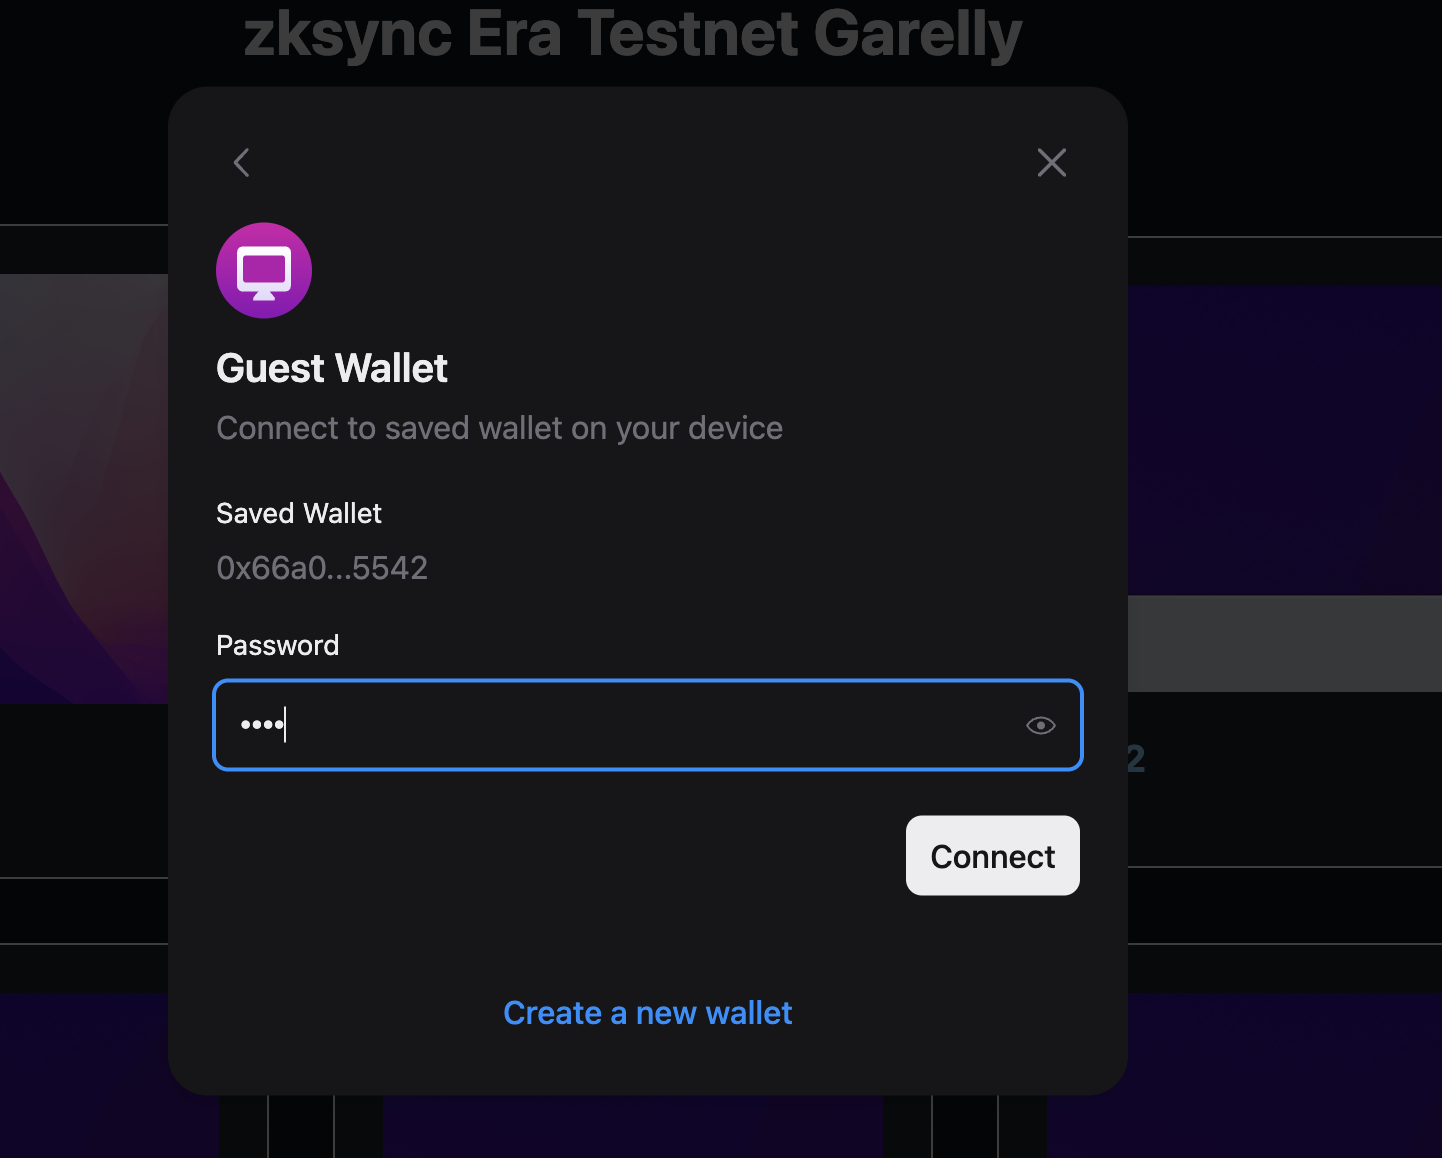 zksync Era Testnet Garelly
Guest Wallet
Connect to saved wallet on your device
Saved Wallet
0x66a0...5542
Password
••••
2
Connect
Create a new wallet